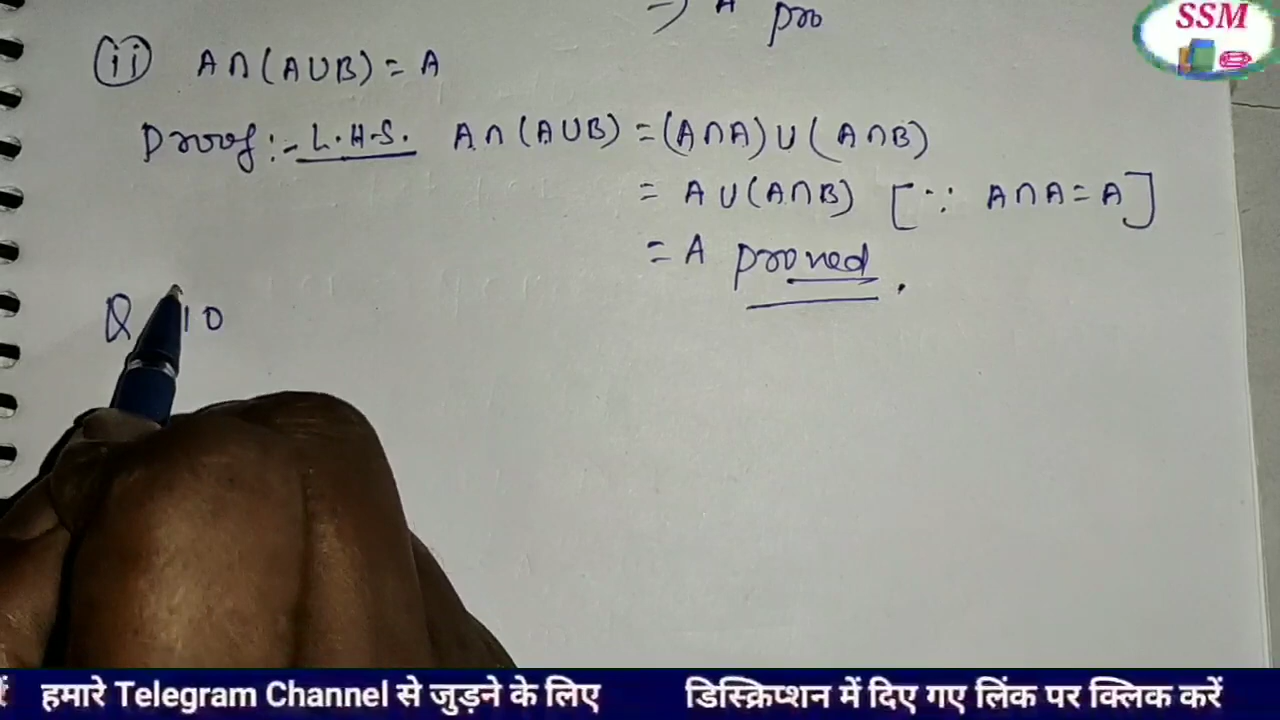 ⇒ A pro
SSM
(ii) A∩(A∪B) = A
Proof:- L.H.S. A∩(A∪B) = (A∩A)∪(A∩B)
= A∪(A∩B) [∵ A∩A = A]
= A proved.
Q 10
हमारे Telegram Channel से जुड़ने के लिए डिस्क्रिप्शन में दिए गए लिंक पर क्लिक करें